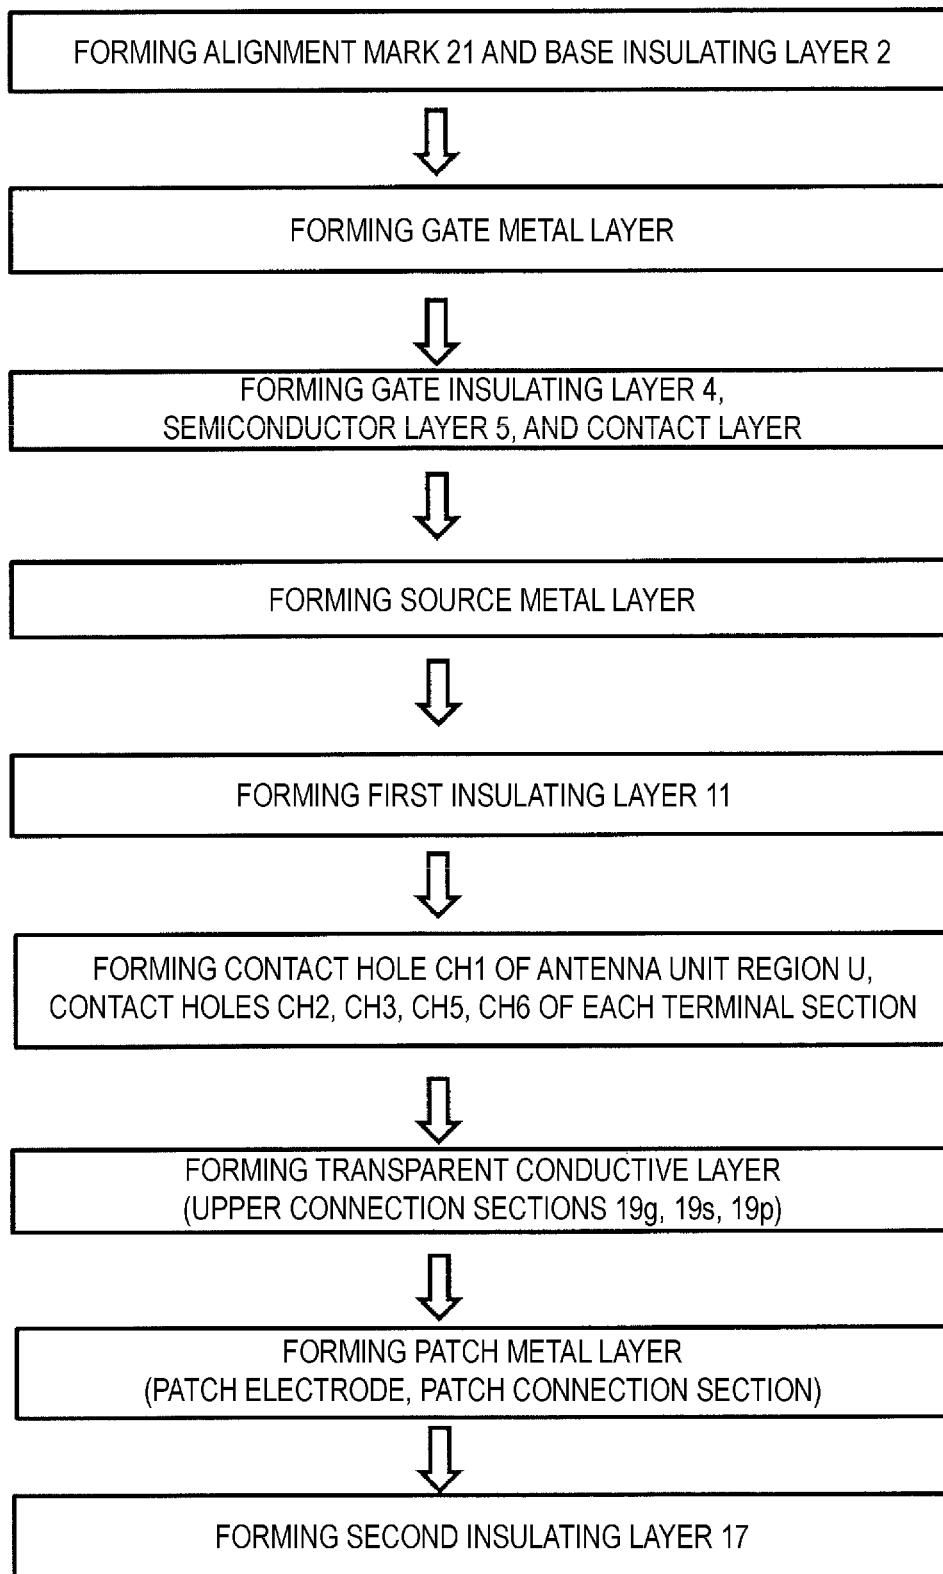 FORMING ALIGNMENT MARK 21 AND BASE INSULATING LAYER 2
FORMING GATE METAL LAYER
FORMING GATE INSULATING LAYER 4,
SEMICONDUCTOR LAYER 5, AND CONTACT LAYER
FORMING SOURCE METAL LAYER
FORMING FIRST INSULATING LAYER 11
FORMING CONTACT HOLE CH1 OF ANTENNA UNIT REGION U,
CONTACT HOLES CH2, CH3, CH5, CH6 OF EACH TERMINAL SECTION
FORMING TRANSPARENT CONDUCTIVE LAYER
(UPPER CONNECTION SECTIONS 19g, 19s, 19p)
FORMING PATCH METAL LAYER
(PATCH ELECTRODE, PATCH CONNECTION SECTION)
FORMING SECOND INSULATING LAYER 17